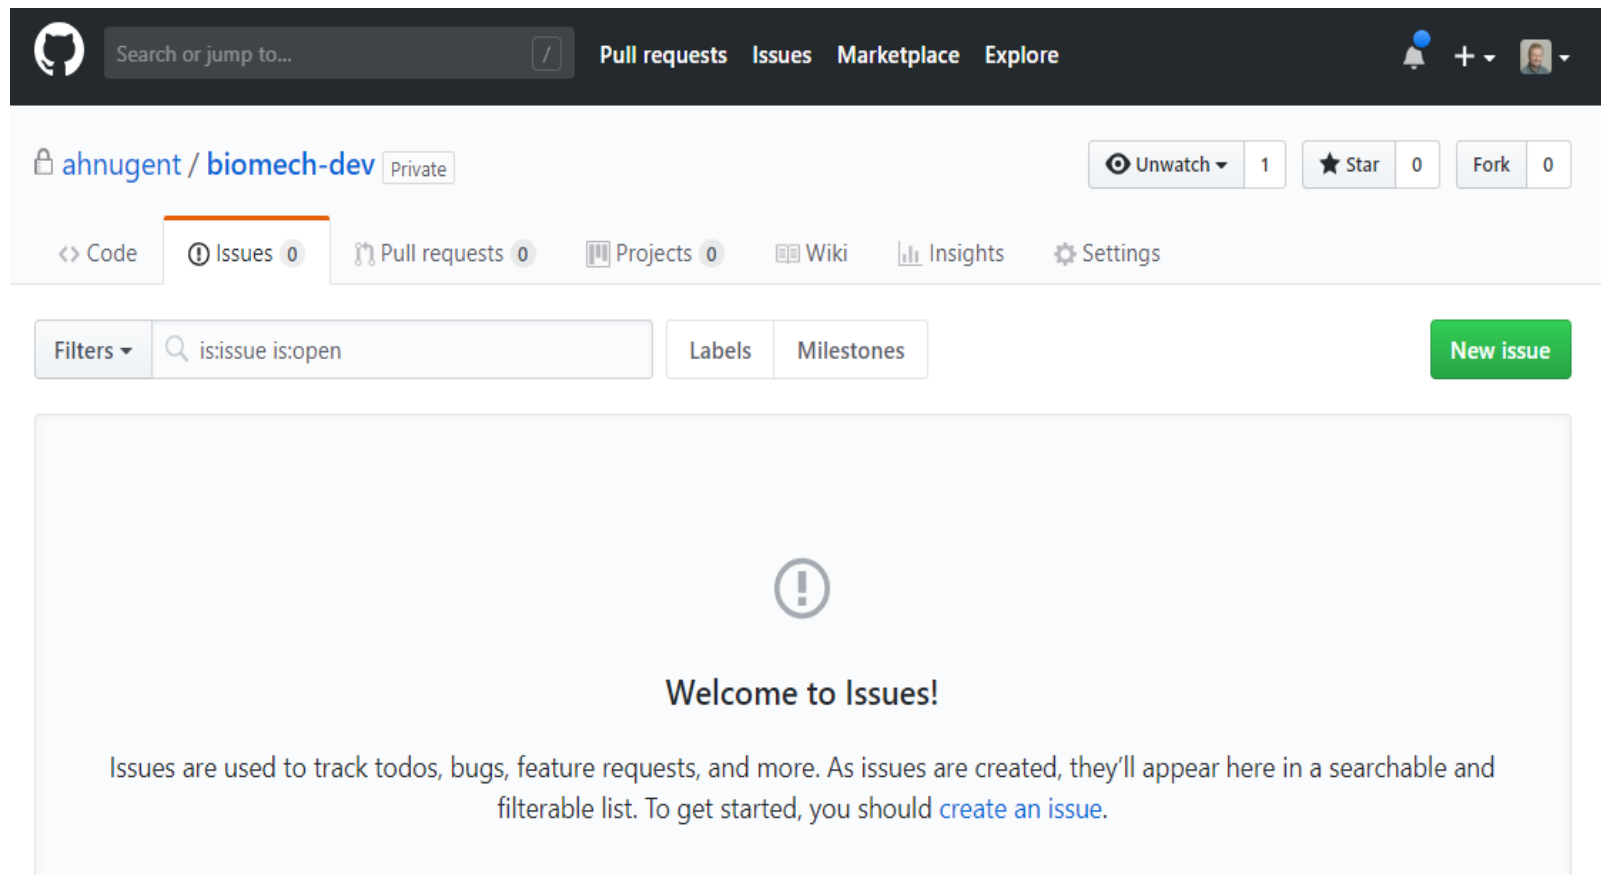 Search or jump to... / Pull requests Issues Marketplace Explore
ahnugent / biomech-dev Private Unwatch 1 Star 0 Fork 0
Code Issues 0 Pull requests 0 Projects 0 Wiki Insights Settings
Filters is:issue is:open Labels Milestones New issue
Welcome to Issues!
Issues are used to track todos, bugs, feature requests, and more. As issues are created, they’ll appear here in a searchable and
filterable list. To get started, you should create an issue.